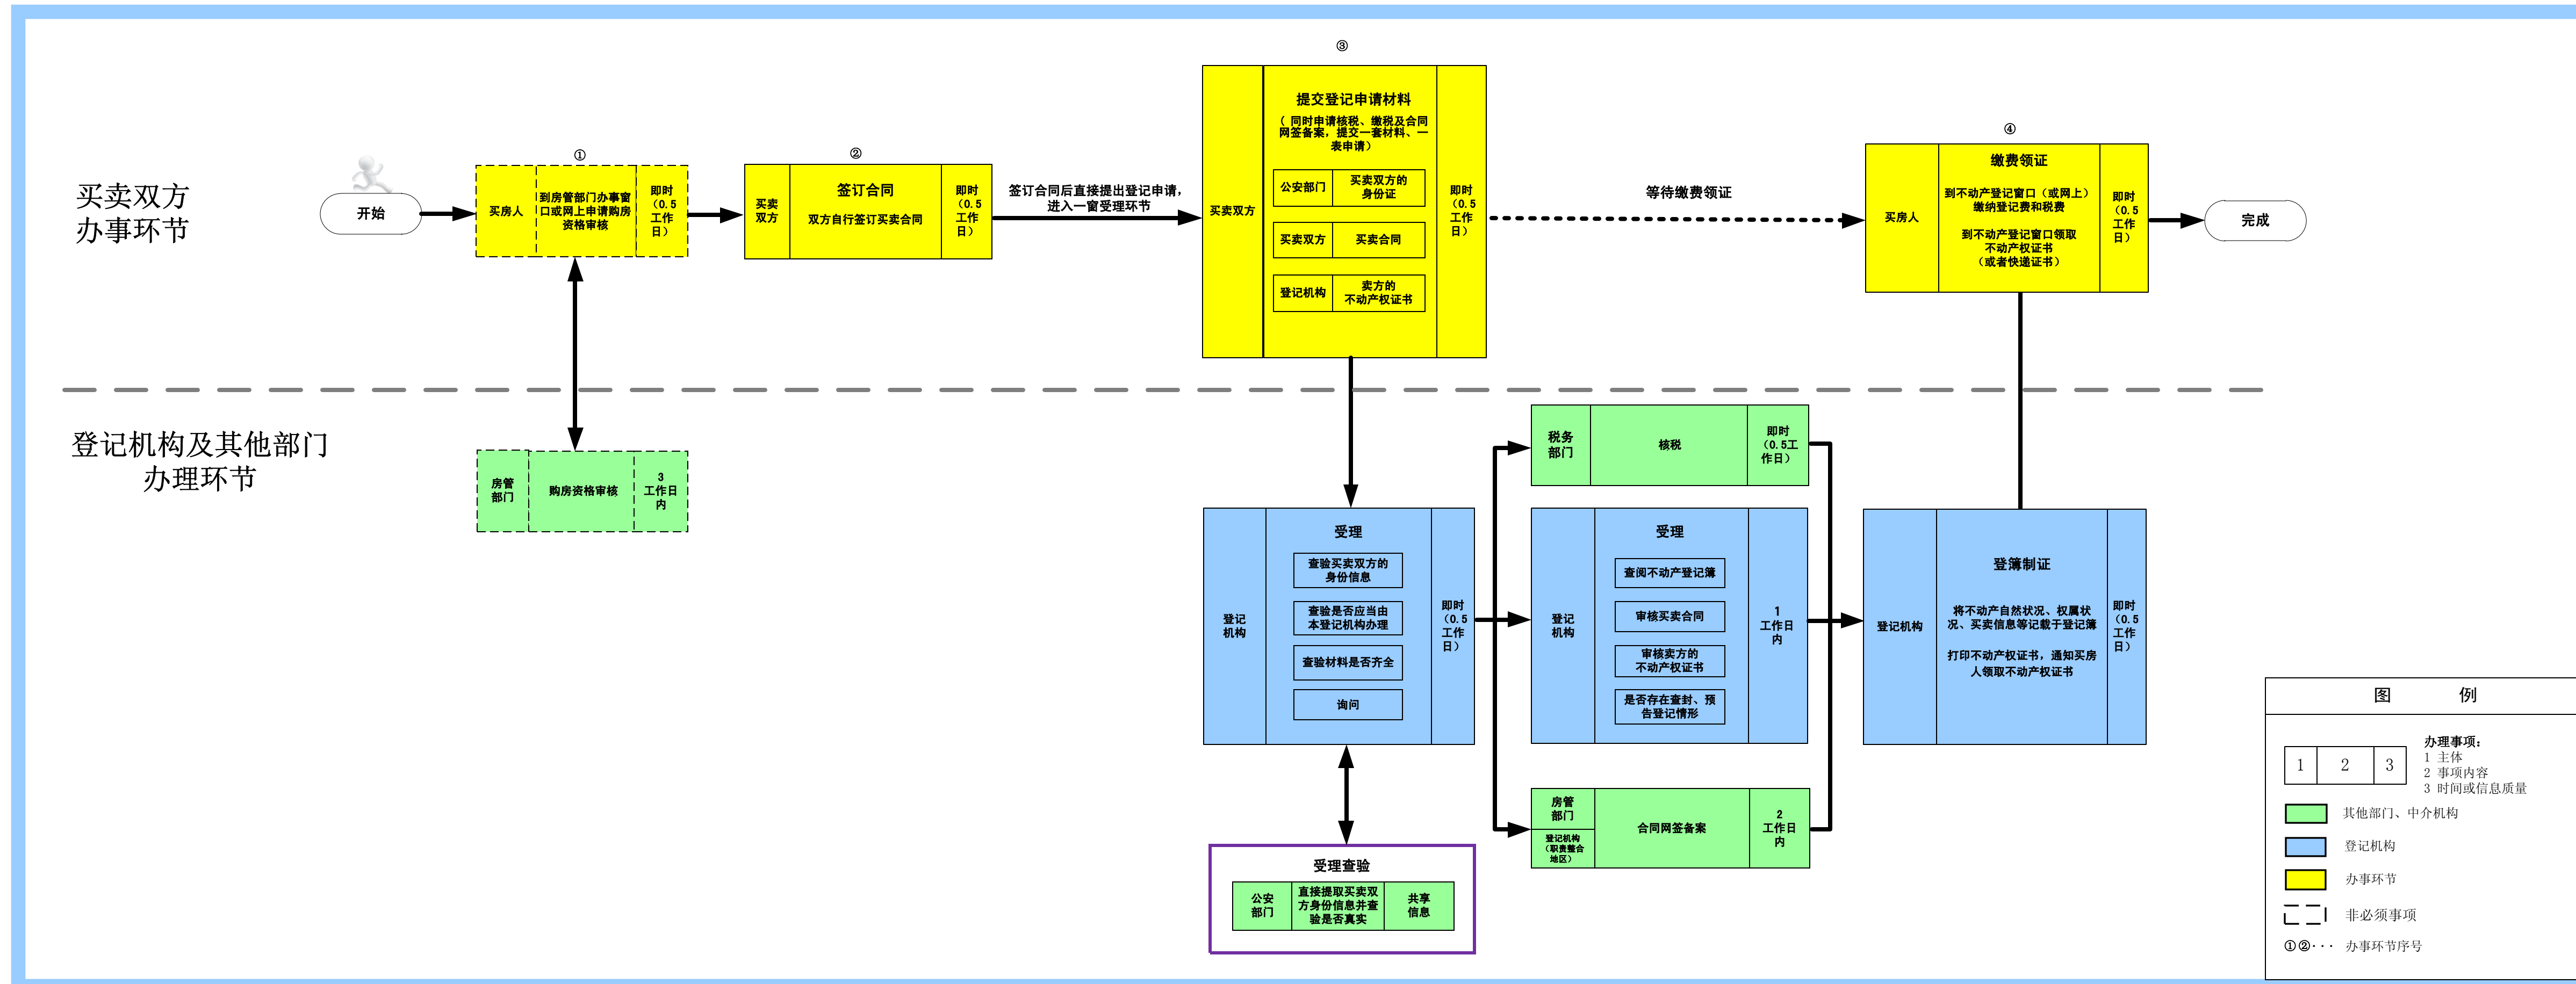 买卖双方
办事环节
开始
①
买房人
到房管部门办事窗
口或网上申请购房
资格审核
即时
（0.5
工作
日）
②
买卖
双方
签订合同
双方自行签订买卖合同
即时
（0.5
工作
日）
签订合同后直接提出登记申请，
进入一窗受理环节
③
买卖双方
提交登记申请材料
（ 同时申请核税、缴税及合同
网签备案，提交一套材料、一
表申请）
公安部门
买卖双方的
身份证
买卖双方
买卖合同
登记机构
卖方的
不动产权证书
即时
（0.5
工作
日）
等待缴费领证
④
买房人
缴费领证
到不动产登记窗口（或网上）
缴纳登记费和税费
到不动产登记窗口领取
不动产权证书
（或者快递证书）
即时
（0.5
工作
日）
完成
登记机构及其他部门
办理环节
房管
部门
购房资格审核
3
工作日
内
登记
机构
受理
查验买卖双方的
身份信息
查验是否应当由
本登记机构办理
查验材料是否齐全
询问
即时
（0.5
工作
日）
受理查验
公安
部门
直接提取买卖双
方身份信息并查
验是否真实
共享
信息
税务
部门
核税
即时
（0.5工
作日）
登记
机构
受理
查阅不动产登记簿
审核买卖合同
审核卖方的
不动产权证书
是否存在查封、预
告登记情形
1
工作日
内
房管
部门
登记机构
（职责整合
地区）
合同网签备案
2
工作日
内
登记机构
登簿制证
将不动产自然状况、权属状
况、买卖信息等记载于登记簿
打印不动产权证书，通知买房
人领取不动产权证书
即时
（0.5
工作
日）
图 例
1 2 3
办理事项：
1 主体
2 事项内容
3 时间或信息质量
其他部门、中介机构
登记机构
办事环节
非必须事项
①②··· 办事环节序号